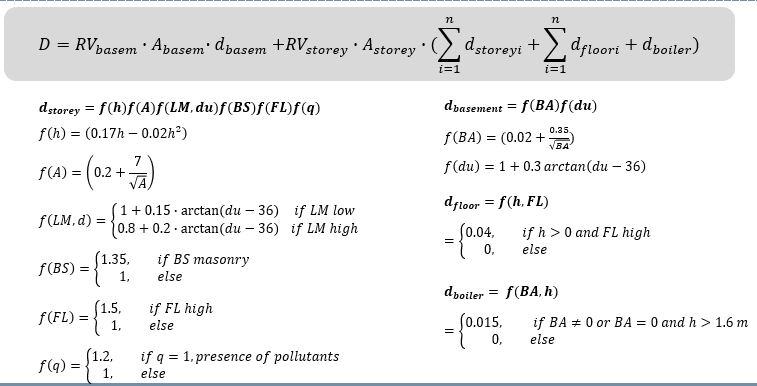 D = RV_basem · A_basem · d_basem + RV_storey · A_storey · (∑_{i=1}^{n} d_storeyi + ∑_{i=1}^{n} d_floori + d_boiler)
d_storey = f(h)f(A)f(LM, du)f(BS)f(FL)f(q)
f(h) = (0.17h − 0.02h²)
f(A) = (0.2 + 7/√A)
f(LM, d) = { 1 + 0.15 · arctan(du − 36) if LM low
0.8 + 0.2 · arctan(du − 36) if LM high
f(BS) = { 1.35, if BS masonry
1, else
f(FL) = { 1.5, if FL high
1, else
f(q) = { 1.2, if q = 1, presence of pollutants
1, else
d_basement = f(BA)f(du)
f(BA) = (0.02 + 0.35/√BA)
f(du) = 1 + 0.3 arctan(du − 36)
d_floor = f(h, FL)
= { 0.04, if h > 0 and FL high
0, else
d_boiler = f(BA, h)
= { 0.015, if BA ≠ 0 or BA = 0 and h > 1.6 m
0, else